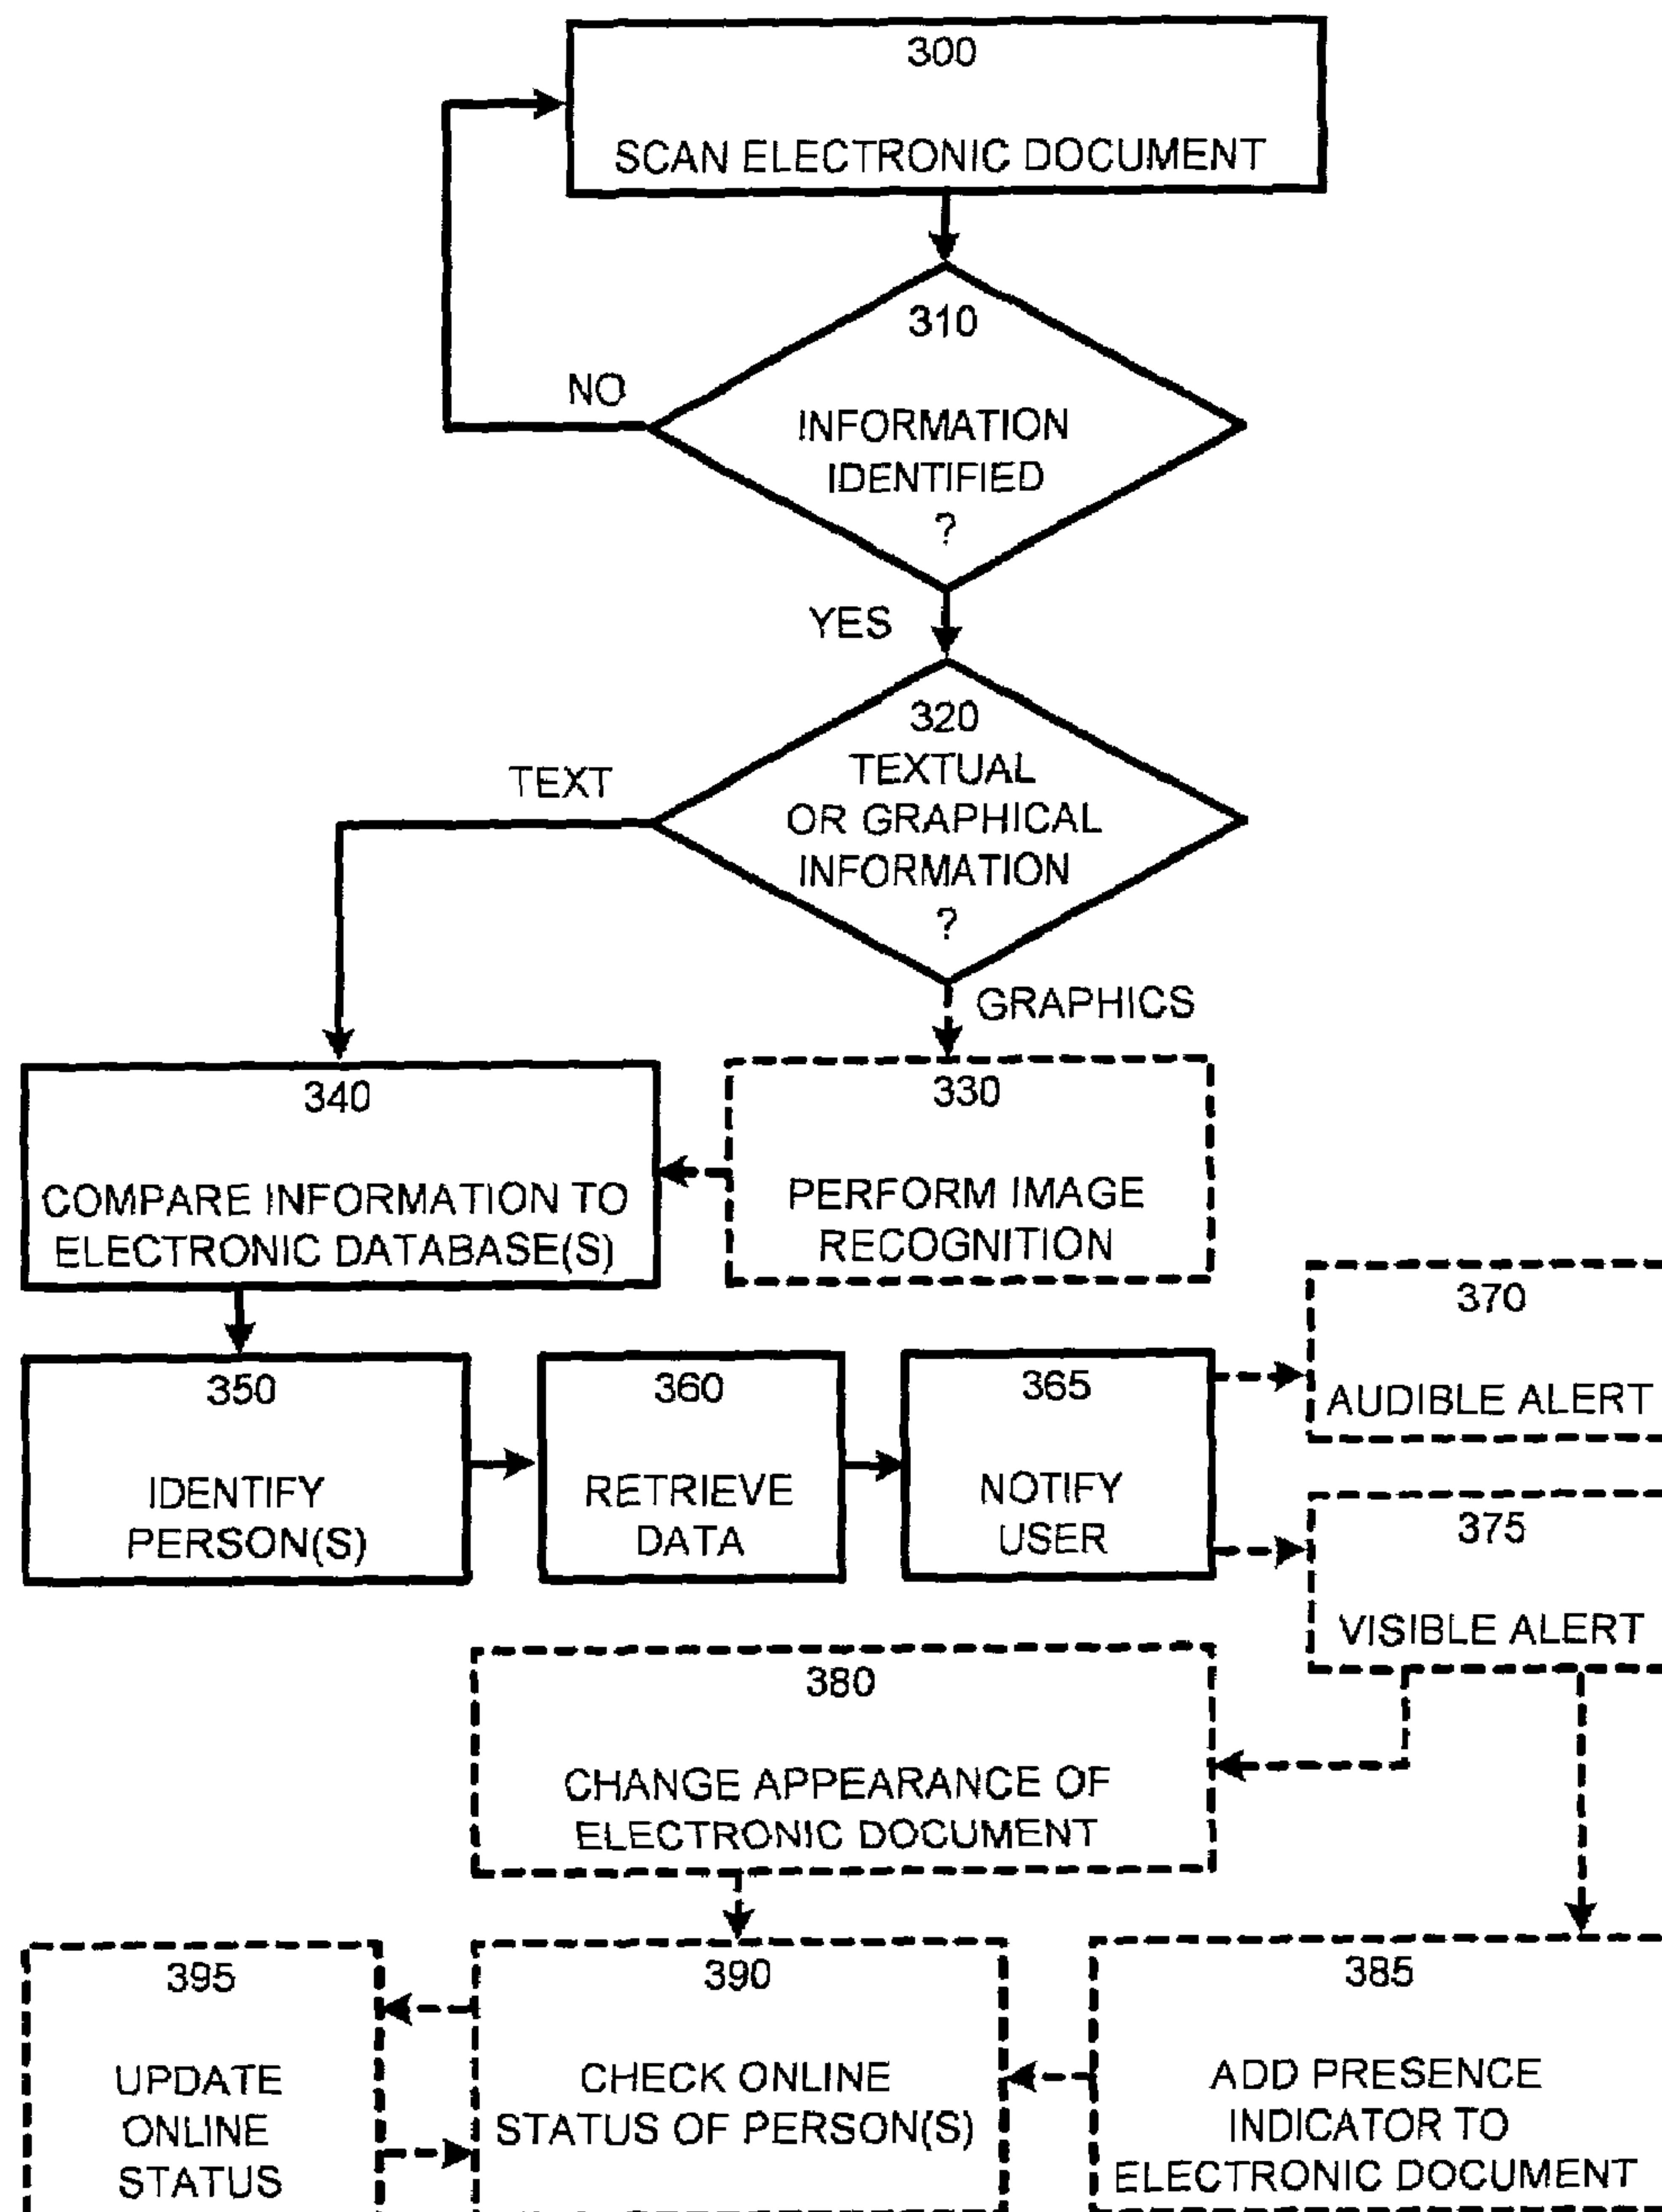 300
SCAN ELECTRONIC DOCUMENT
310
NO
INFORMATION
IDENTIFIED
?
YES
320
TEXTUAL
TEXT
OR GRAPHICAL
INFORMATION
?
GRAPHICS
340
330
COMPARE INFORMATION TO
ELECTRONIC DATABASE(S)
PERFORM IMAGE
RECOGNITION
370
AUDIBLE ALERT
350
IDENTIFY
PERSON(S)
360
RETRIEVE
DATA
365
NOTIFY
USER
375
VISIBLE ALERT
380
CHANGE APPEARANCE OF
ELECTRONIC DOCUMENT
395
UPDATE
ONLINE
STATUS
390
CHECK ONLINE
STATUS OF PERSON(S)
385
ADD PRESENCE
INDICATOR TO
ELECTRONIC DOCUMENT